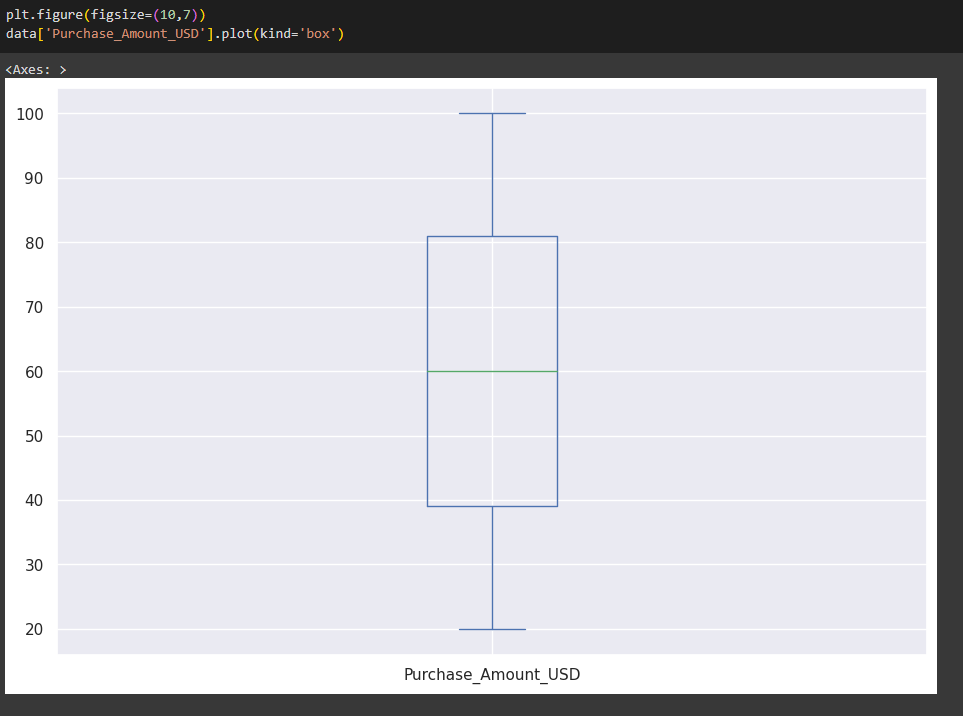 plt.figure(figsize=(10,7))
data['Purchase_Amount_USD'].plot(kind='box')
<Axes: >
100
90
80
70
60
50
40
30
20
Purchase_Amount_USD